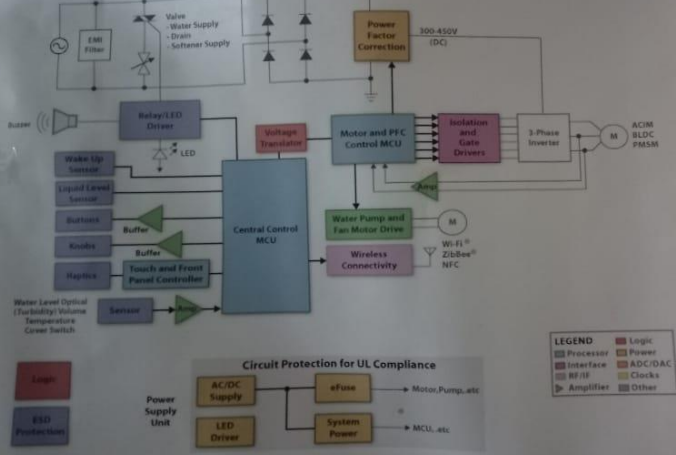 EMI
Filter
Valve
- Water Supply
- Drain
- Softener Supply
Power
Factor
Correction
300-450V
(DC)
Buzzer
Relay/LED
Driver
LED
Voltage
Translator
Motor and PFC
Control MCU
Isolation
and
Gate
Drivers
3-Phase
Inverter
M
ACIM
BLDC
PMSM
Wake Up
Sensor
Liquid Level
Sensor
Buttons
Buffer
Knobs
Buffer
Haptics
Touch and Front
Panel Controller
Central Control
MCU
Amp
Water Pump and
Fan Motor Drive
M
Wireless
Connectivity
Wi-Fi®
ZibBee®
NFC
Water Level Optical
(Turbidity) Volume
Temperature
Cover Switch
Sensor
Amp
Logic
ESD
Protection
Power
Supply
Unit
Circuit Protection for UL Compliance
AC/DC
Supply
eFuse
Motor,Pump,.etc
LED
Driver
System
Power
MCU,.etc
LEGEND
Logic
Processor
Power
Interface
ADC/DAC
RF/IF
Clocks
Amplifier
Other